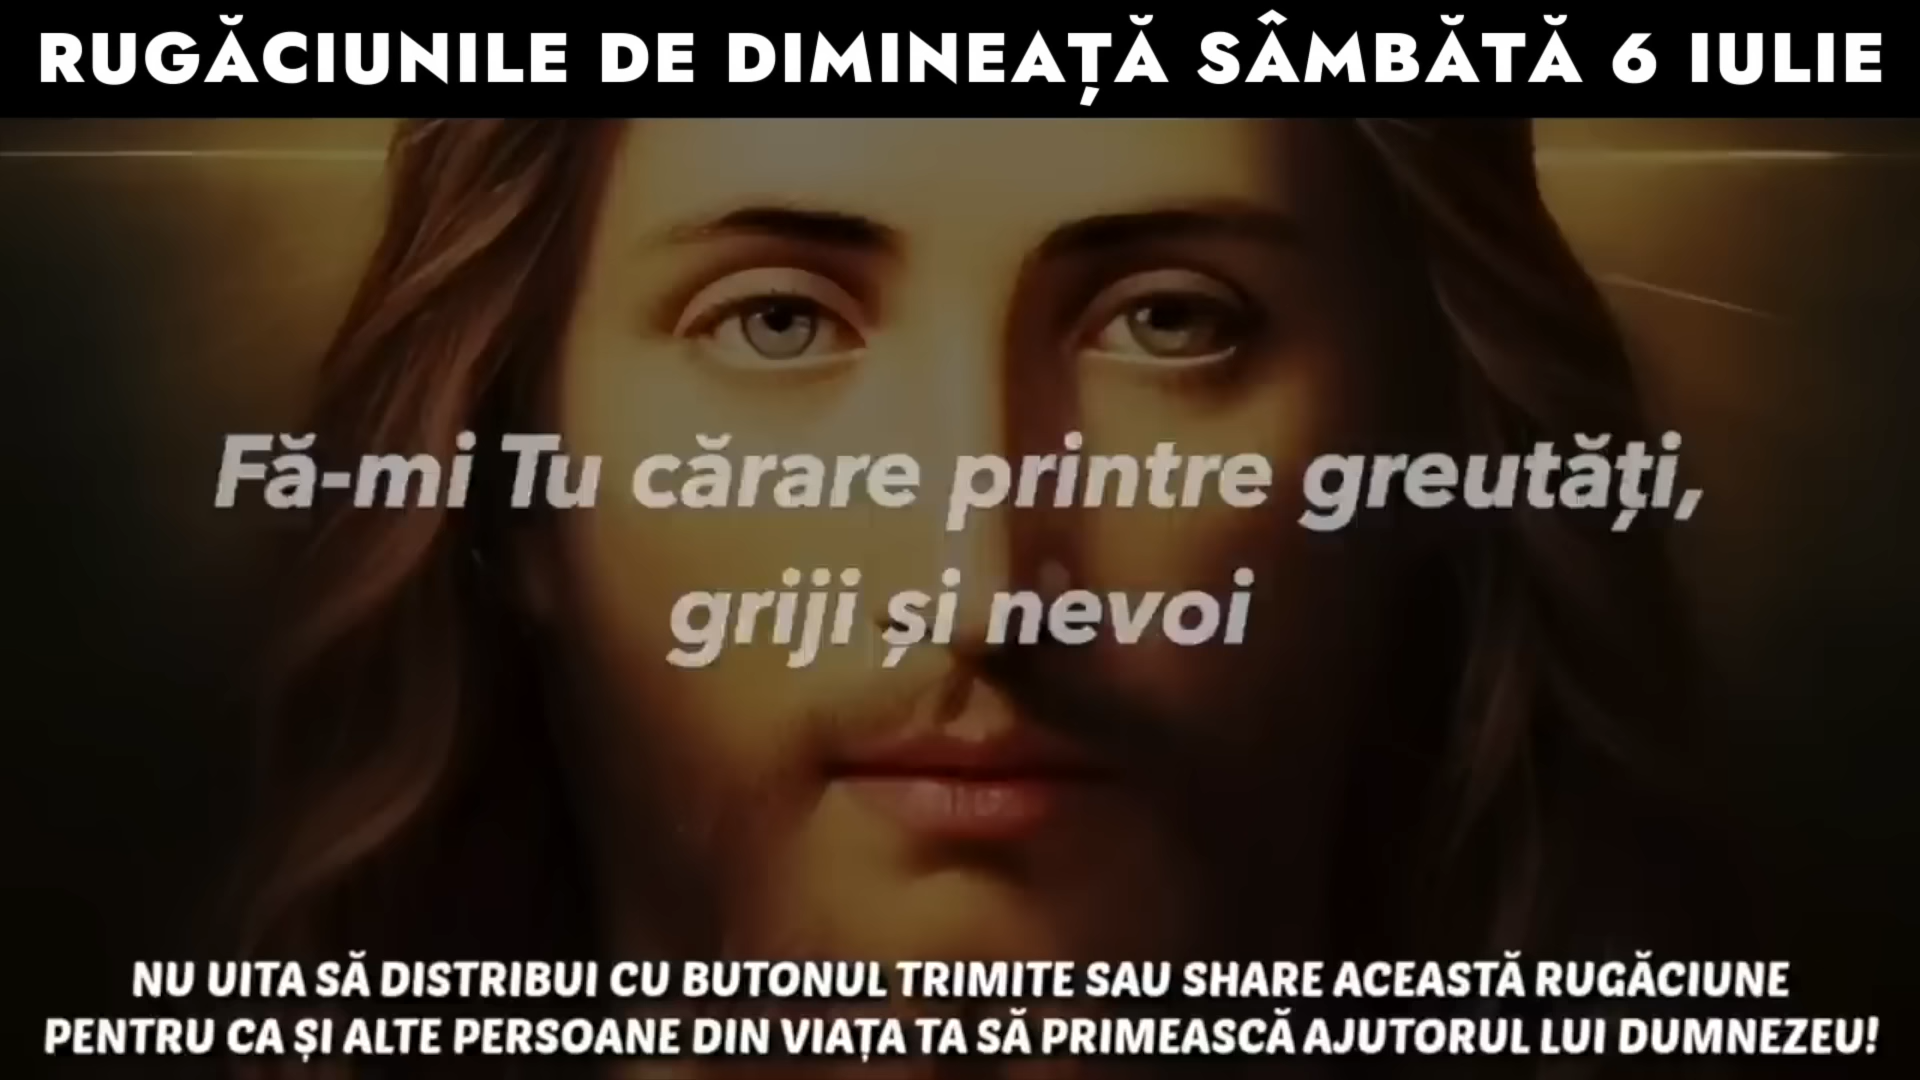 RUGĂCIUNILE DE DIMINEAȚĂ SÂMBĂTĂ 6 IULIE
Fă-mi Tu cărare printre greutăți,
griji și nevoi
NU UITA SĂ DISTRIBUI CU BUTONUL TRIMITE SAU SHARE ACEASTĂ RUGĂCIUNE
PENTRU CA ȘI ALTE PERSOANE DIN VIAȚA TA SĂ PRIMEASCĂ AJUTORUL LUI DUMNEZEU!